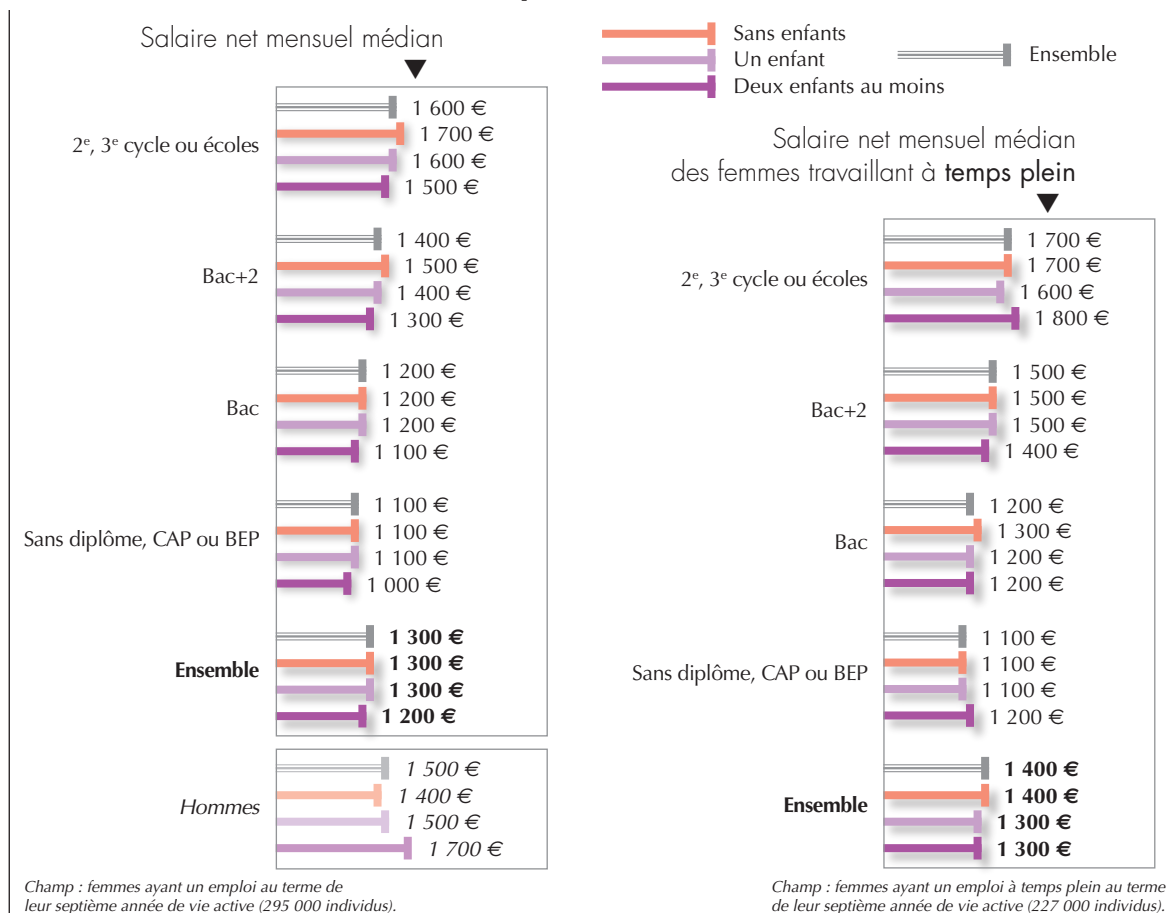 Salaire net mensuel médian
Sans enfants
Un enfant
Deux enfants au moins
Ensemble
2e, 3e cycle ou écoles
1 600 €
1 700 €
1 600 €
1 500 €
Bac+2
1 400 €
1 500 €
1 400 €
1 300 €
Bac
1 200 €
1 200 €
1 200 €
1 100 €
Sans diplôme, CAP ou BEP
1 100 €
1 100 €
1 100 €
1 000 €
Ensemble
1 300 €
1 300 €
1 300 €
1 200 €
Hommes
1 500 €
1 400 €
1 500 €
1 700 €
Champ : femmes ayant un emploi au terme de
leur septième année de vie active (295 000 individus).
Salaire net mensuel médian
des femmes travaillant à temps plein
2e, 3e cycle ou écoles
1 700 €
1 700 €
1 600 €
1 800 €
Bac+2
1 500 €
1 500 €
1 500 €
1 400 €
Bac
1 200 €
1 300 €
1 200 €
1 200 €
Sans diplôme, CAP ou BEP
1 100 €
1 100 €
1 100 €
1 200 €
Ensemble
1 400 €
1 400 €
1 300 €
1 300 €
Champ : femmes ayant un emploi à temps plein au terme
de leur septième année de vie active (227 000 individus).